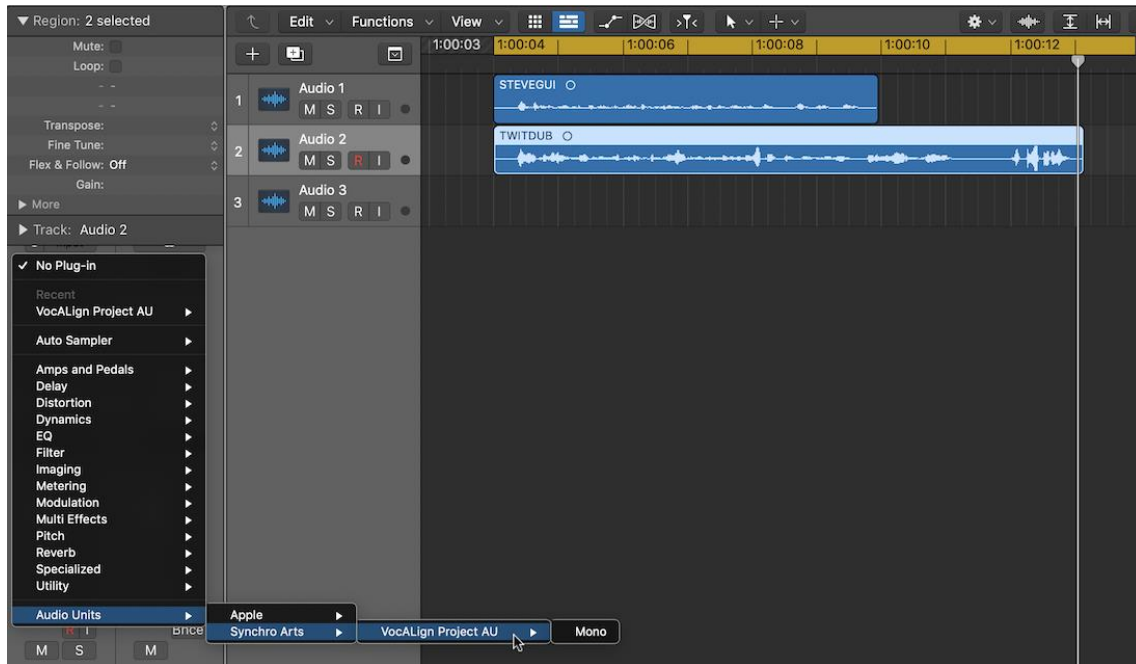 Region: 2 selected
Mute:
Loop:
- -
- -
Transpose:
Fine Tune:
Flex & Follow: Off
Gain:
More
Track: Audio 2
Edit Functions View
1:00:03 1:00:04 1:00:06 1:00:08 1:00:10 1:00:12
1 Audio 1
M S R I
STEVEGUI
2 Audio 2
M S R I
TWITDUB
3 Audio 3
M S R I
No Plug-in
Recent
VocALign Project AU
Auto Sampler
Amps and Pedals
Delay
Distortion
Dynamics
EQ
Filter
Imaging
Metering
Modulation
Multi Effects
Pitch
Reverb
Specialized
Utility
Audio Units
Apple
Synchro Arts
VocALign Project AU
Mono
R I Bnce
M S M